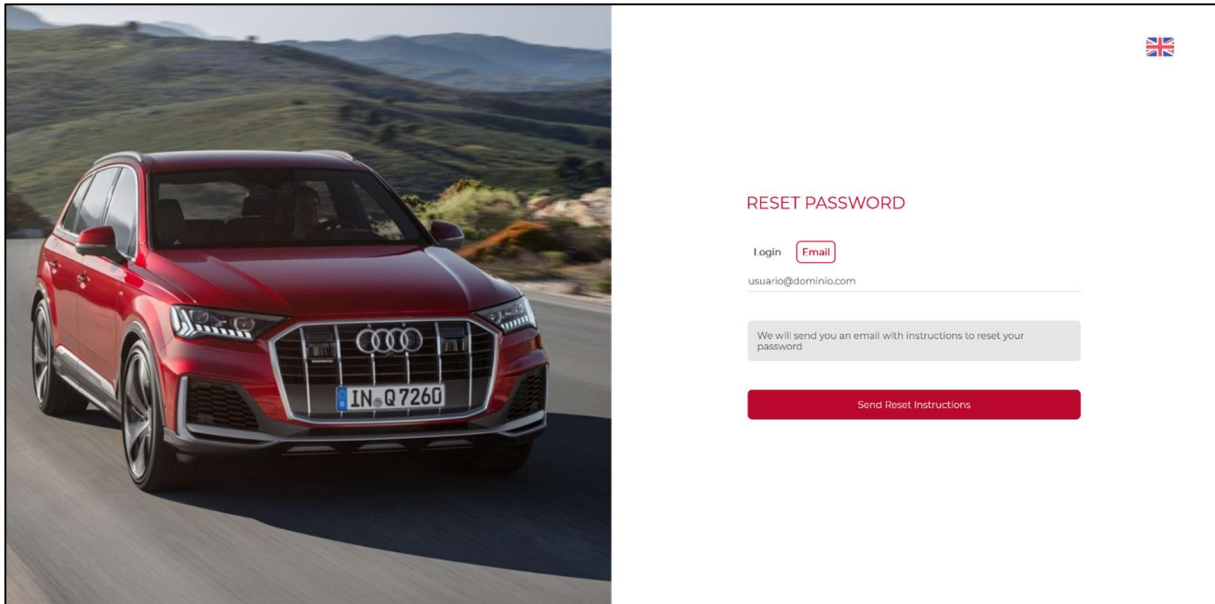 IN Q 7260
RESET PASSWORD
Login Email
usuario@dominio.com
We will send you an email with instructions to reset your
password
Send Reset Instructions